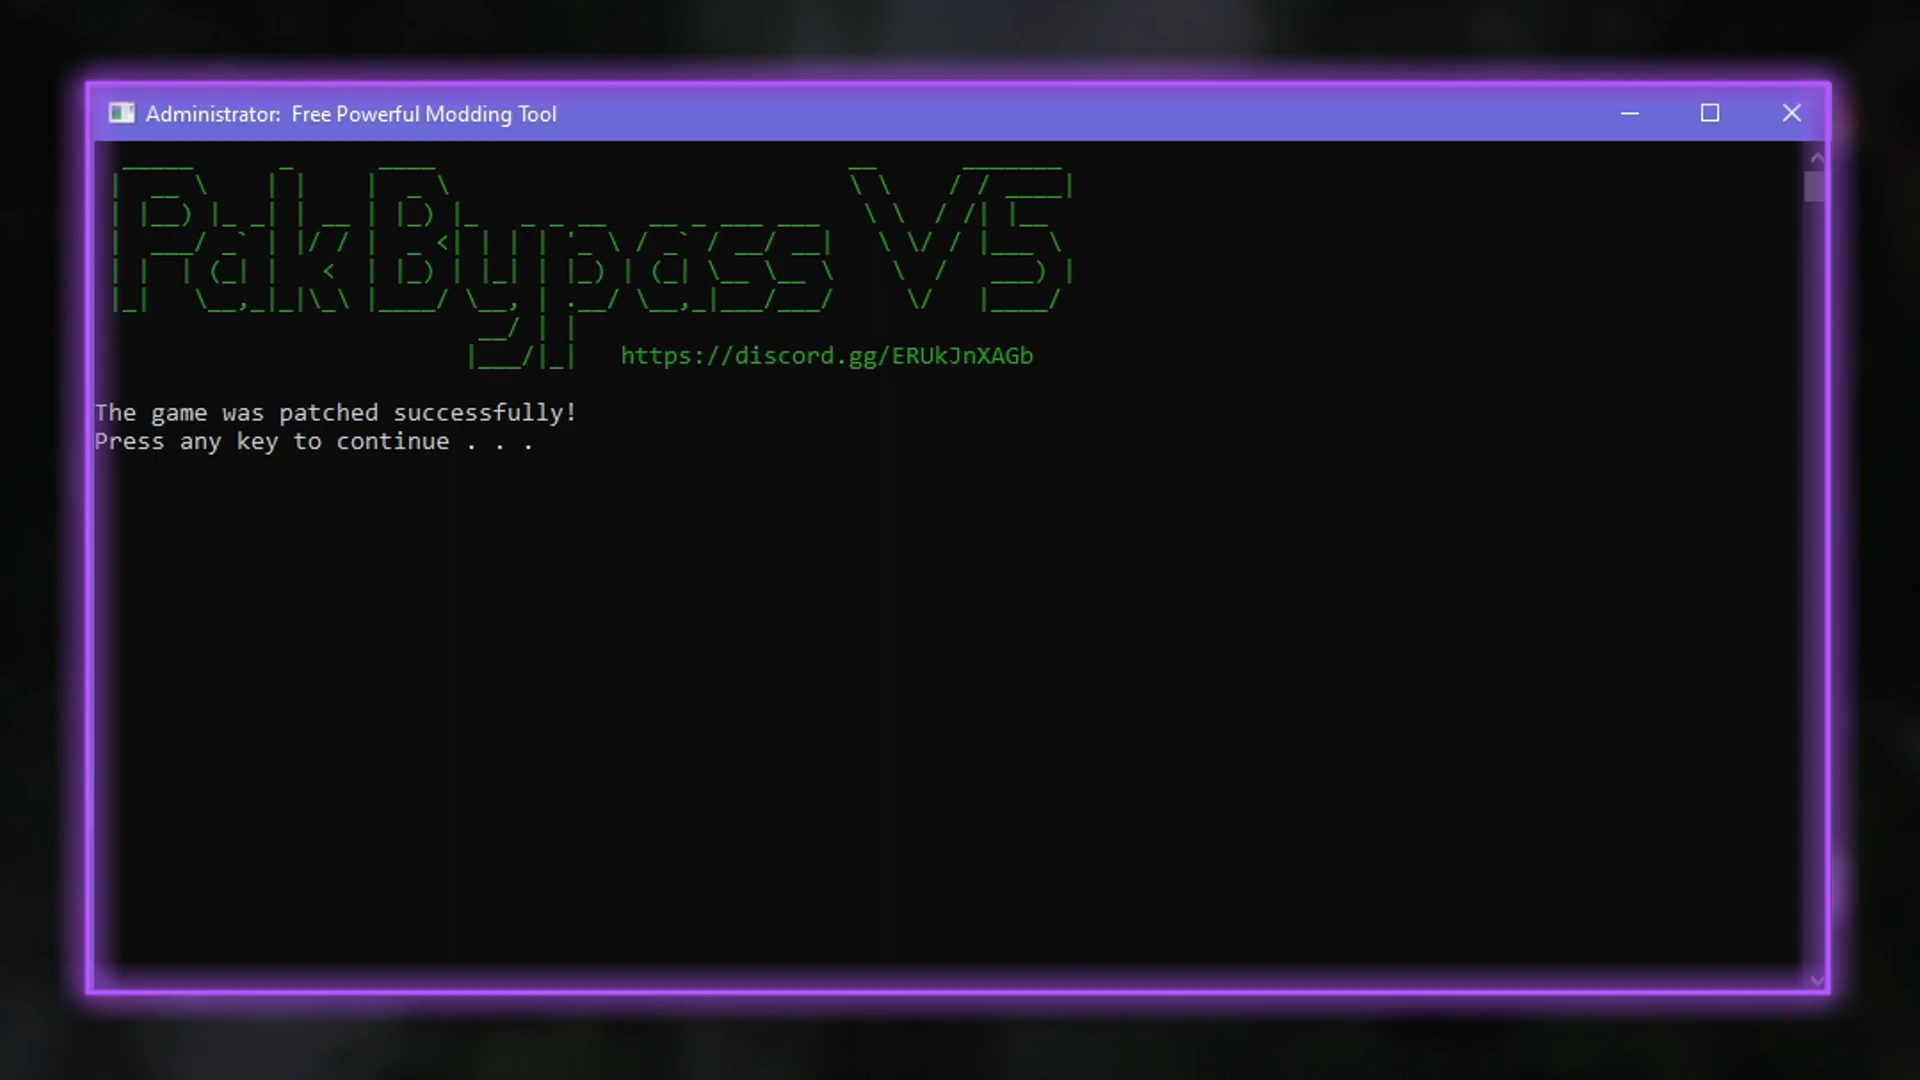 Administrator: Free Powerful Modding Tool
PakBypass V5
https://discord.gg/ERUkJnXAGb
The game was patched successfully!
Press any key to continue . . .